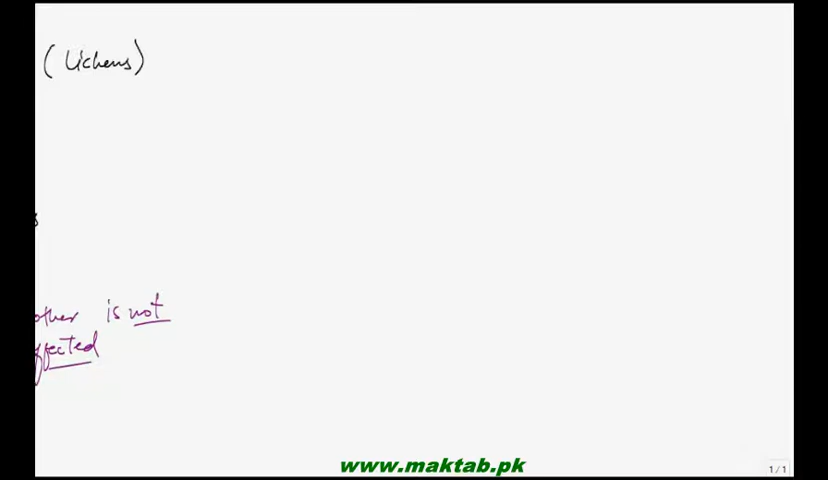 (Lichens)
s
other is not
ffected
www.maktab.pk
1/1